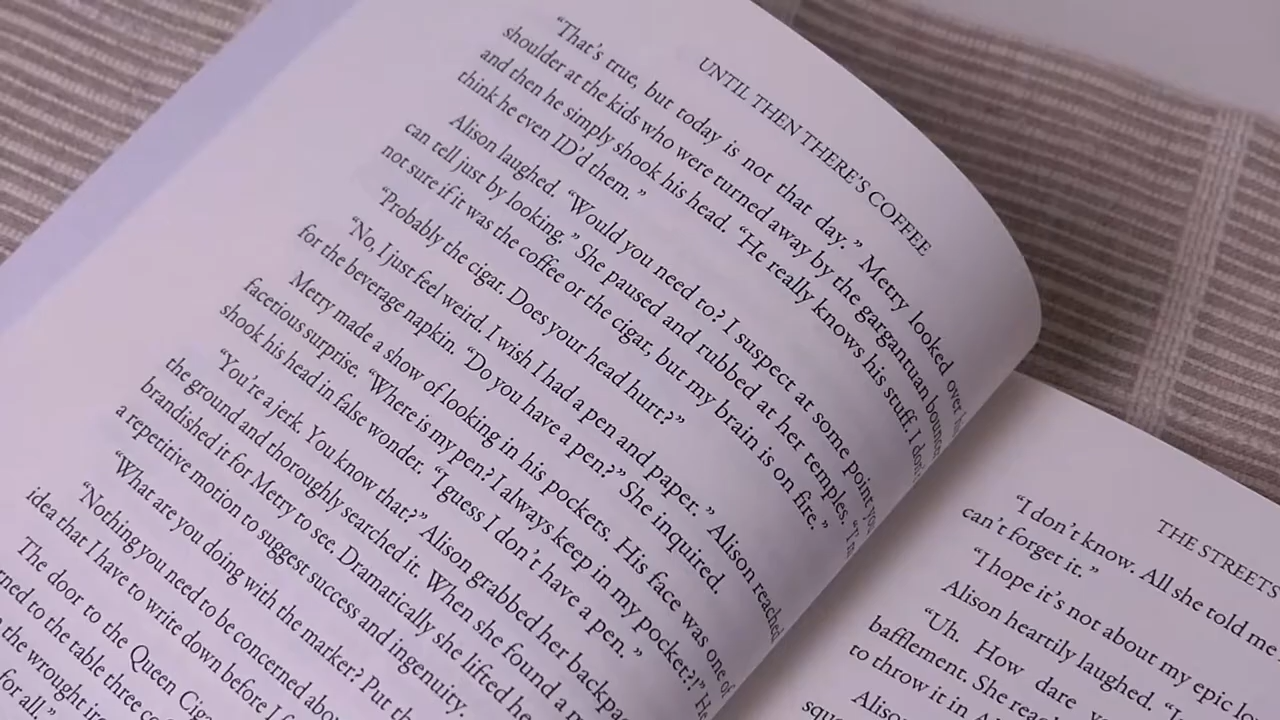 UNTIL THEN THERE'S COFFEE
“That's true, but today is not that day.” Metry looked over
shoulder at the kids who were turned away by the gargantuan
and then he simply shook his head. “He really knows his stuff I
think he even ID'd them.”
Alison laughed. “Would you need to? I suspect at some point
can tell just by looking.” She paused and rubbed at her temples. “I'm
not sure if it was the coffee or the cigar, but my brain is on fire.”
“Probably the cigar. Does your head hurt?”
“No, I just feel weird. I wish I had a pen and paper.” Alison reached
for the beverage napkin. “Do you have a pen?” She inquired.
Metry made a show of looking in his pockets. His face was one of
facetious surprise. “Where is my pen? I always keep in my pocket?!” He
shook his head in false wonder. “I guess I don't have a pen.”
“You're a jerk. You know that?” Alison grabbed her
the ground and thoroughly searched it. When she found a
brandished it for Metry to see. Dramatically she lifted
a repetitive motion to suggest success and ingenuity.
“What are you doing with the marker? Put
“Nothing you need to be concerned
idea that I have to write down before I
The door to the Queen
to the table three
the wrought
for all.”
THE STREETS
“I don't know. All she told me
can't forget it.”
“I hope it's not about my epic
Alison heartily laughed.
“Uh. How dare
bafflement. She
to throw it in